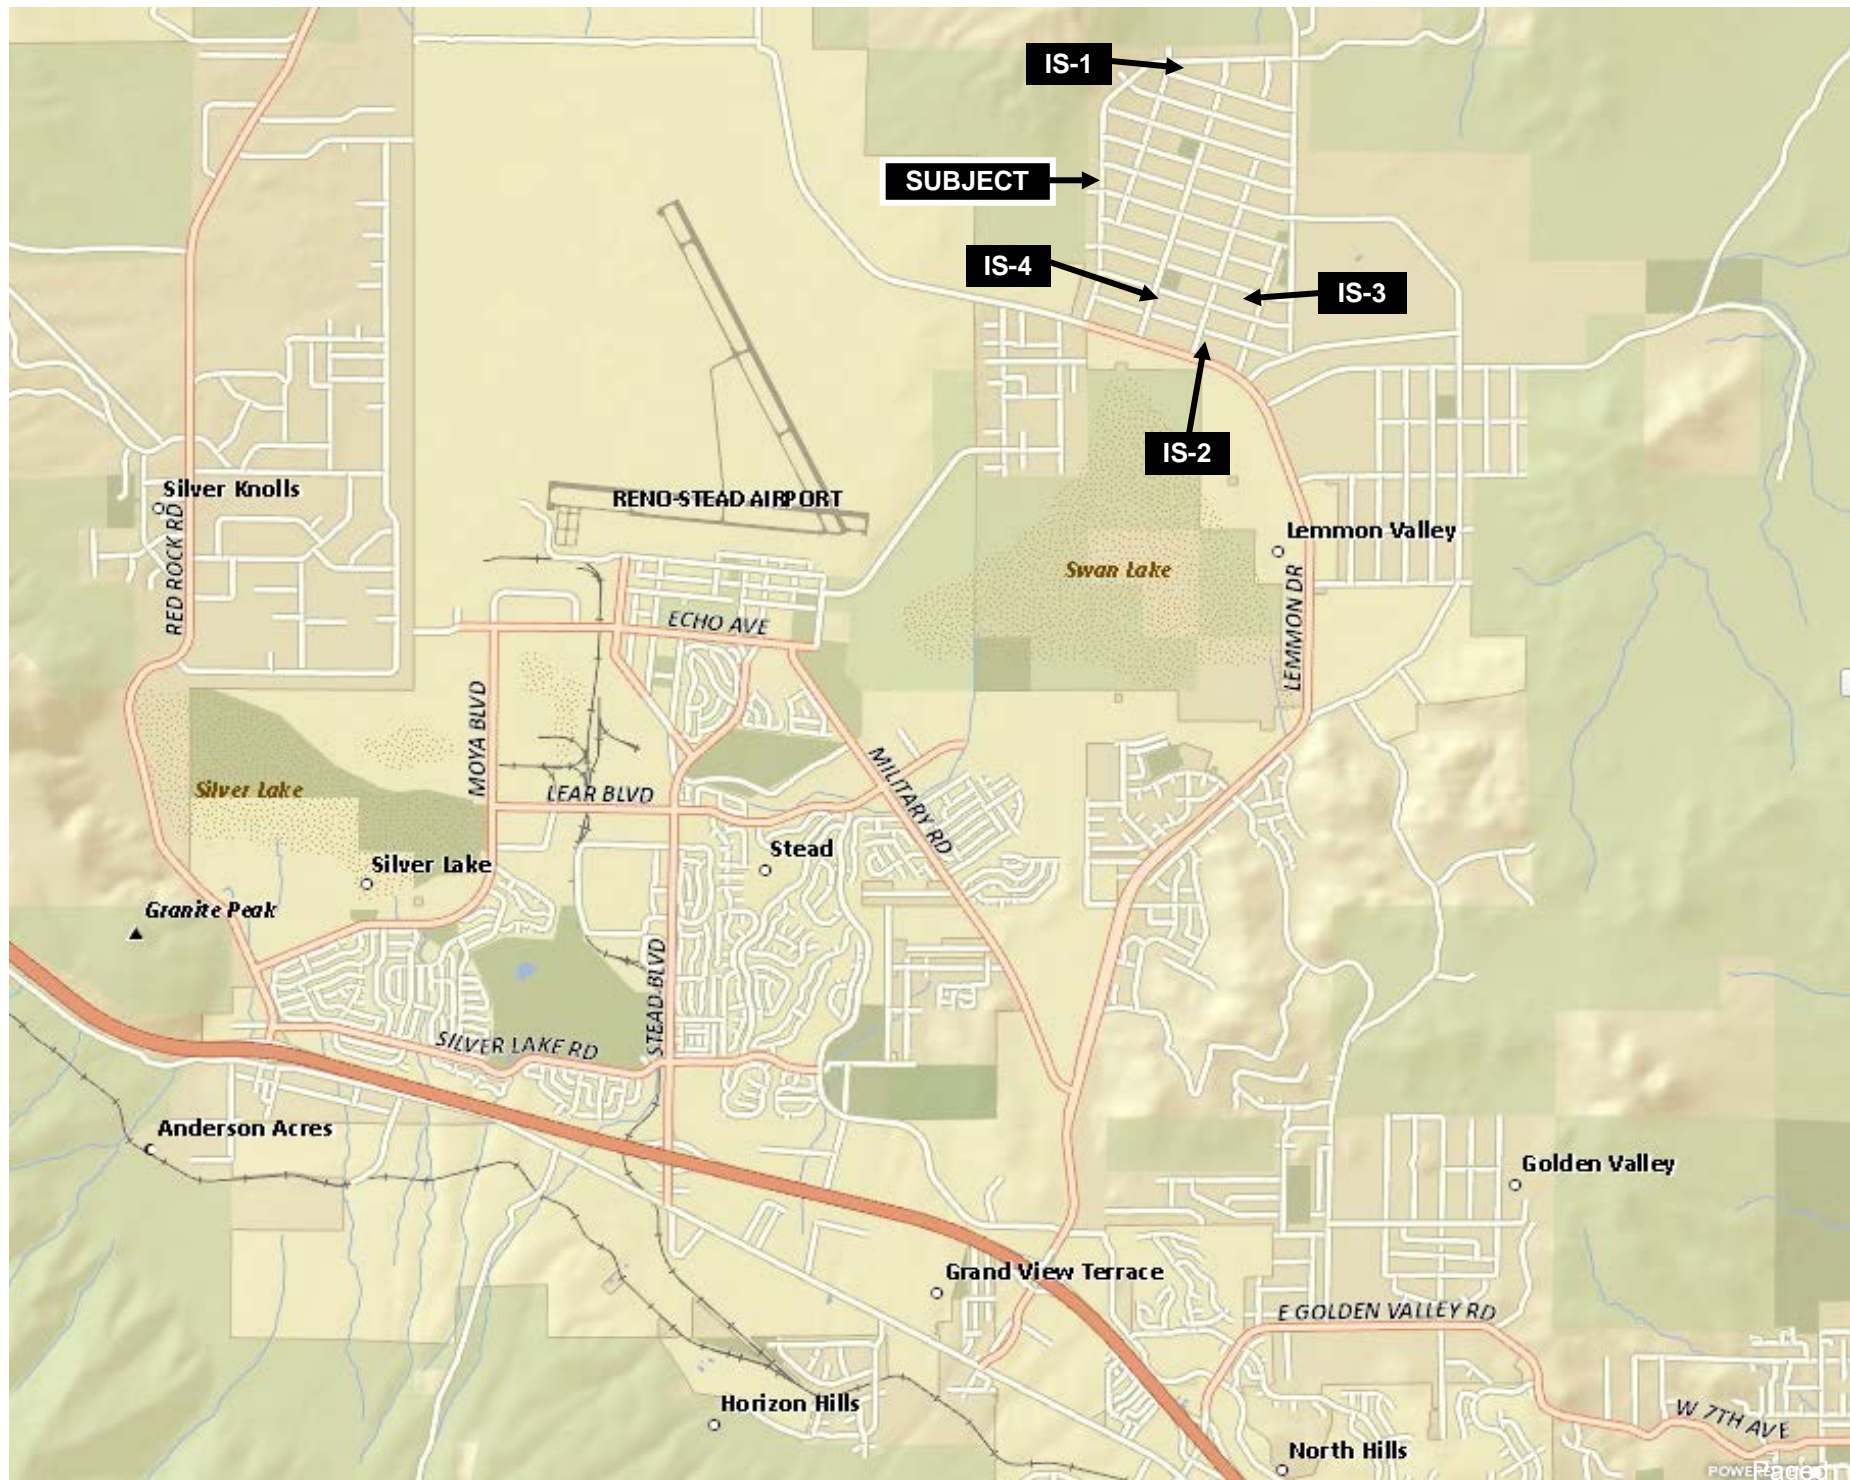 IS-1
SUBJECT
IS-4
IS-3
IS-2
Silver Knolls
RENO-STEAD AIRPORT
RED ROCK RD
Lemmon Valley
Swan Lake
LEMMON DR
ECHO AVE
MOYA BLVD
Silver Lake
LEAR BLVD
MILITARY RD
Stead
Silver Lake
Granite Peak
STEAD BLVD
SILVER LAKE RD
Anderson Acres
Golden Valley
Grand View Terrace
E GOLDEN VALLEY RD
Horizon Hills
W 7TH AVE
North Hills